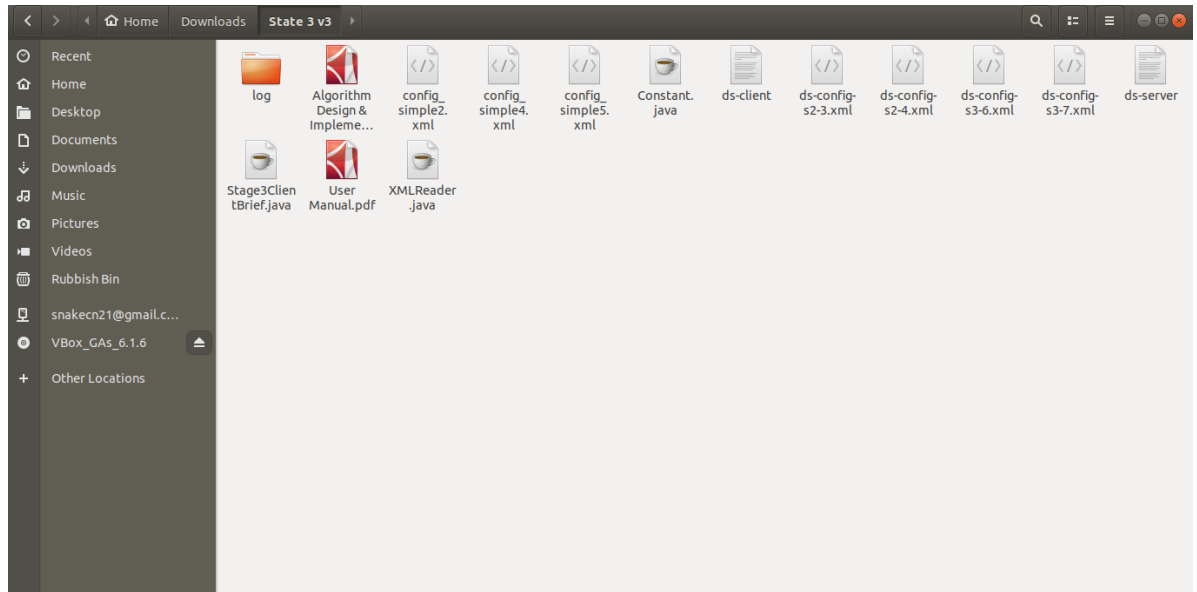 Home Downloads State 3 v3
Recent
Home
Desktop
Documents
Downloads
Music
Pictures
Videos
Rubbish Bin
snakecn21@gmail.c...
VBox_GAs_6.1.6
Other Locations
log
Algorithm
Design &
Impleme...
config_
simple2.
xml
config_
simple4.
xml
config_
simple5.
xml
Constant.
java
ds-client
ds-config-
s2-3.xml
ds-config-
s2-4.xml
ds-config-
s3-6.xml
ds-config-
s3-7.xml
ds-server
Stage3Clien
tBrief.java
User
Manual.pdf
XMLReader
.java